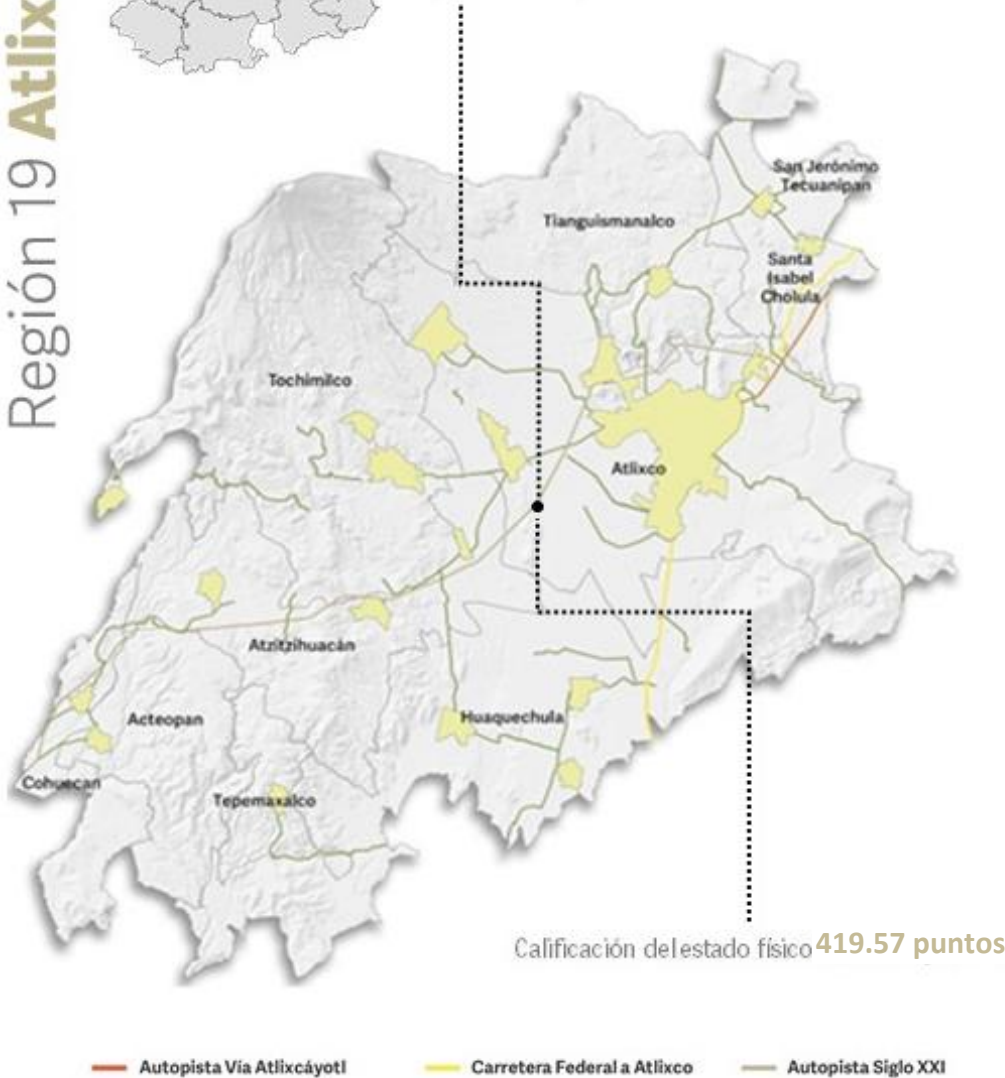 Región 19 Atlix
San Jerónimo
Tecuanipan
Tianguismanalco
Santa
Isabel
Cholula
Tochimilco
Atlixco
Atzitzihuacán
Acteopan
Huaquechula
Cohuecan
Tepemaxalco
Calificación del estado físico 419.57 puntos
Autopista Vía Atlixcáyotl
Carretera Federal a Atlixco
Autopista Siglo XXI